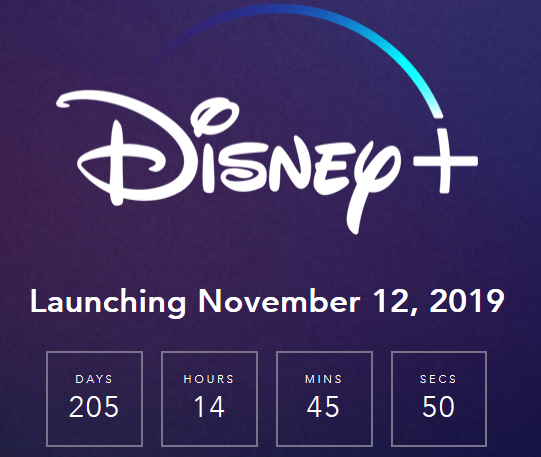 Disney+
Launching November 12, 2019
DAYS HOURS MINS SECS
205 14 45 50